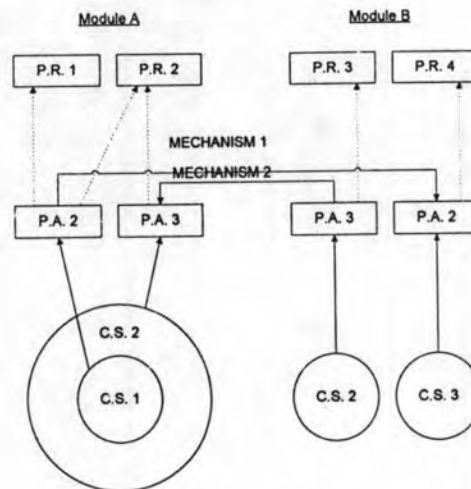 Module A Module B
P.R. 1 P.R. 2 P.R. 3 P.R. 4
MECHANISM 1
MECHANISM 2
P.A. 2 P.A. 3 P.A. 3 P.A. 2
C.S. 2
C.S. 1 C.S. 2 C.S. 3